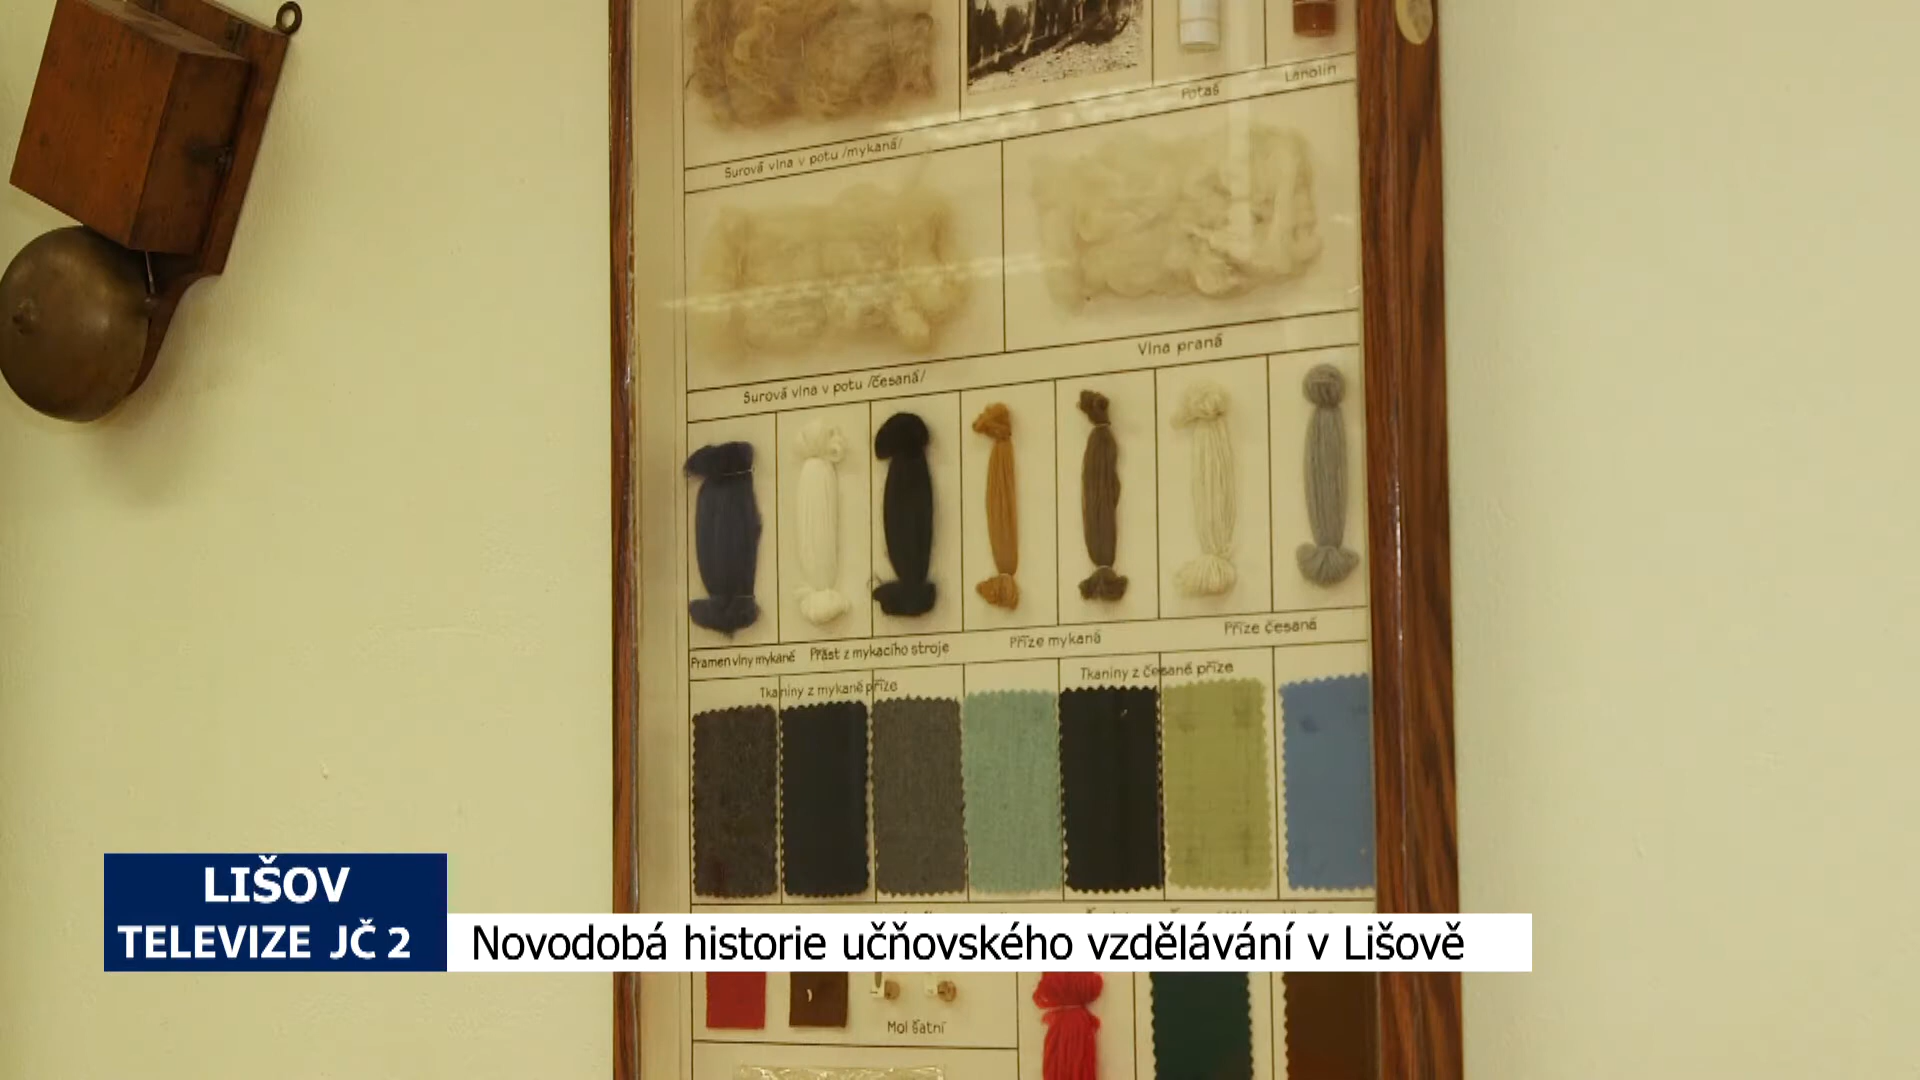 Lanolin
Potaš
Surová vlna v potu /mykaná/
Vlna praná
Surová vlna v potu /česaná/
Pramen vlny mykané
Přást z mykacího stroje
Příze mykaná
Příze česaná
Tkaniny z mykané příze
Tkaniny z česané příze
LIŠOV
TELEVIZE JČ 2
Novodobá historie učňovského vzdělávání v Lišově
Mol šatní